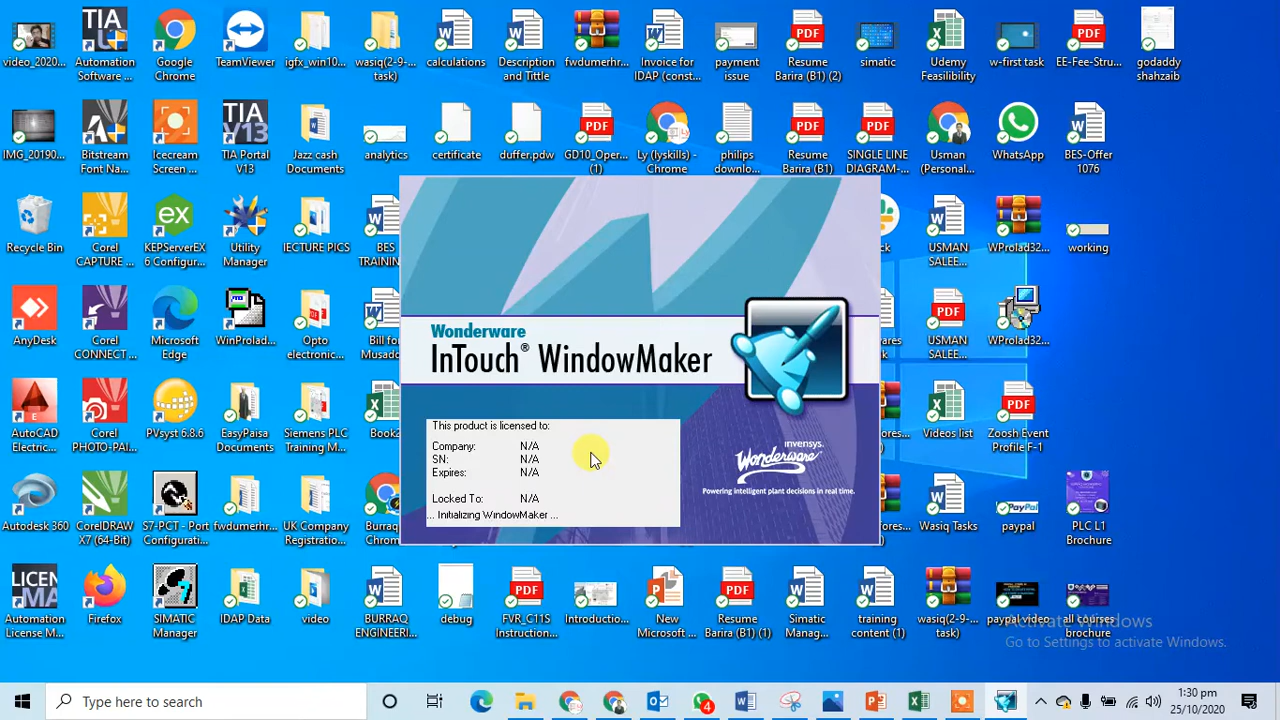 video_2020...
Automation Software ...
Google Chrome
TeamViewer
igfx_win10...
wasiq(2-9-task)
calculations
Description and Tittle
fwdumerhr...
Invoice for IDAP (const...
payment issue
Resume Barira (B1) (2)
simatic
Udemy Feasibility
w-first task
EE-Fee-Stru...
godaddy shahzaib
IMG_20190...
Bitstream Font Na...
Icecream Screen ...
TIA Portal V13
Jazz cash Documents
analytics
certificate
duffer.pdw
GD10_Oper... (1)
Ly (lyskills) - Chrome
philips downlo...
Resume Barira (B1)
SINGLE LINE DIAGRAM-...
Usman (Personal...
WhatsApp
BES-Offer 1076
Recycle Bin
Corel CAPTURE ...
KEPServerEX 6 Configur...
Utility Manager
lECTURE PICS
BES TRAININ
USMAN SALEE...
WProlad32...
working
AnyDesk
Corel CONNECT ...
Microsoft Edge
WinProlad...
Opto electronic...
Bill for Musado
USMAN SALEE...
WProlad32...
AutoCAD Electric...
Corel PHOTO-PAI...
PVsyst 6.8.6
EasyPaisa Documents
Siemens PLC Training
Videos list
Zoosh Event Profile F-1
Autodesk 360
CorelDRAW X7 (64-Bit)
S7-PCT - Port Configurati...
fwdumerhr...
UK Company Registratio...
Burraq Chrom
Wasiq Tasks
paypal
PLC L1 Brochure
Automation License M...
Firefox
SIMATIC Manager
IDAP Data
video
BURRAQ ENGINEERI...
debug
FVR_C11S Instruction...
Introductio...
New Microsoft ...
Resume Barira (B1) (1)
Simatic Manag...
training content (1)
wasiq(2-9-task)
paypal video
all courses brochure
Wonderware
InTouch® WindowMaker
This product is licensed to:
Company: N/A
SN: N/A
Expires: N/A
Locked To: N/A
... Initializing WindowMaker ...
invensys.
Wonderware
Powering intelligent plant decisions in real time.
Activate Windows
Go to Settings to activate Windows.
Type here to search
4
1:30 pm
25/10/2020